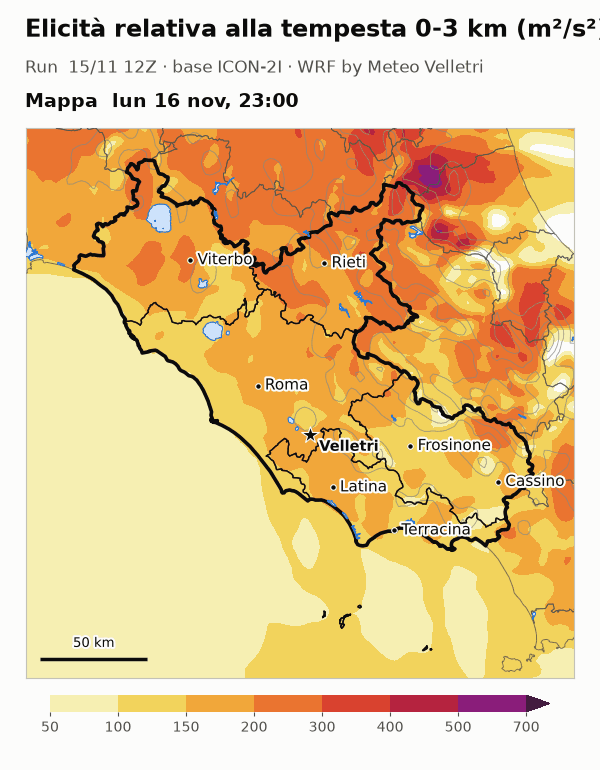 Elicità relativa alla tempesta 0-3 km (m²/s²)
Run 15/11 12Z · base ICON-2I · WRF by Meteo Velletri
Mappa lun 16 nov, 23:00
Viterbo
Rieti
Roma
Velletri
Frosinone
Cassino
Latina
Terracina
50 km
50 100 150 200 300 400 500 700